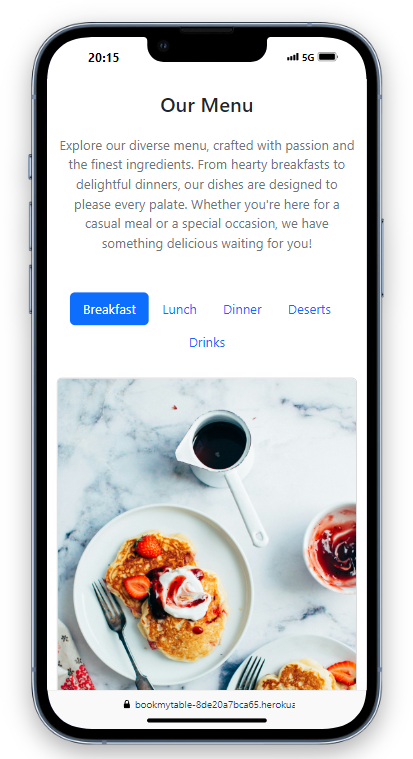 20:15
5G
Our Menu
Explore our diverse menu, crafted with passion and
the finest ingredients. From hearty breakfasts to
delightful dinners, our dishes are designed to
please every palate. Whether you're here for a
casual meal or a special occasion, we have
something delicious waiting for you!
Breakfast Lunch Dinner Deserts
Drinks
bookmytable-8de20a7bca65.herokua